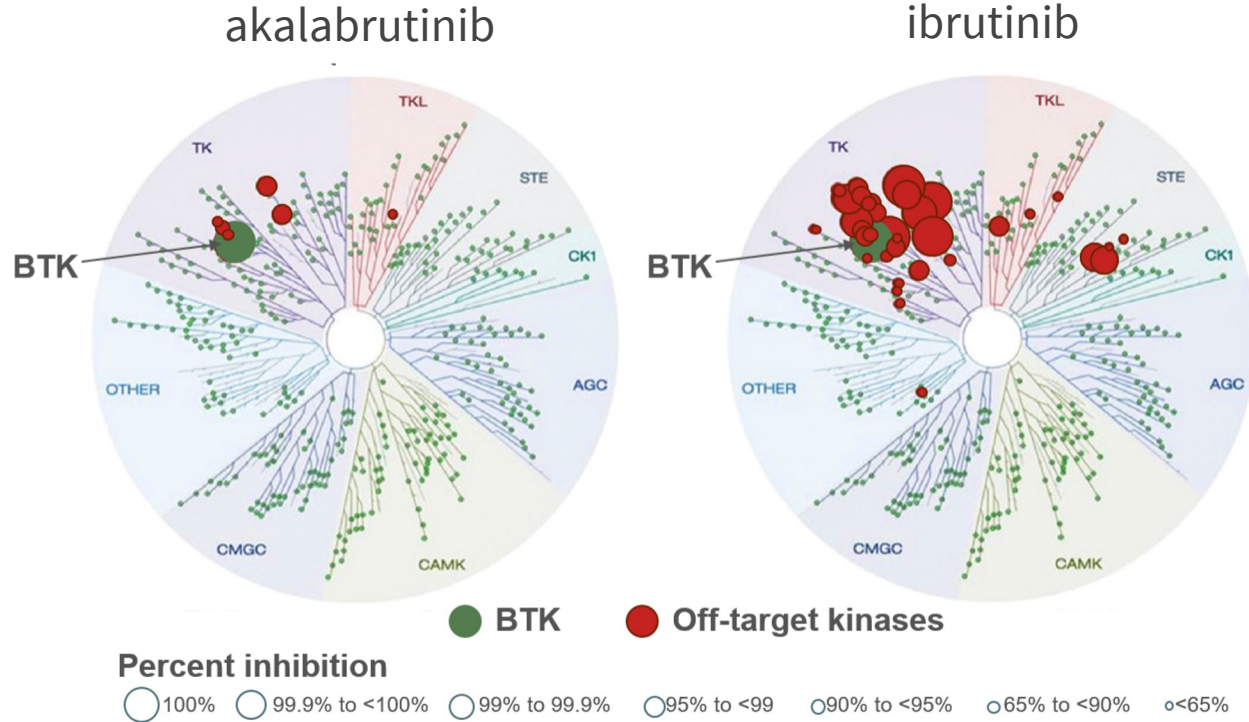 akalabrutinib
ibrutinib
TKL
TK
STE
CK1
BTK
OTHER
AGC
CMGC
CAMK
TKL
TK
STE
CK1
BTK
OTHER
AGC
CMGC
CAMK
BTK
Off-target kinases
Percent inhibition
100%
99.9% to <100%
99% to 99.9%
95% to <99
90% to <95%
65% to <90%
<65%